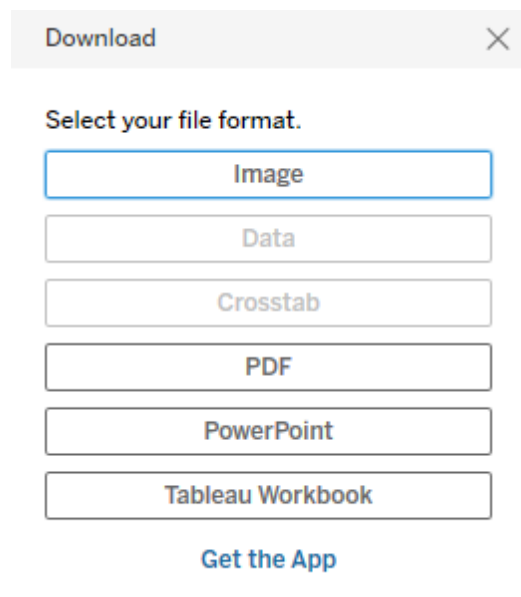 Download
Select your file format.
Image
Data
Crosstab
PDF
PowerPoint
Tableau Workbook
Get the App